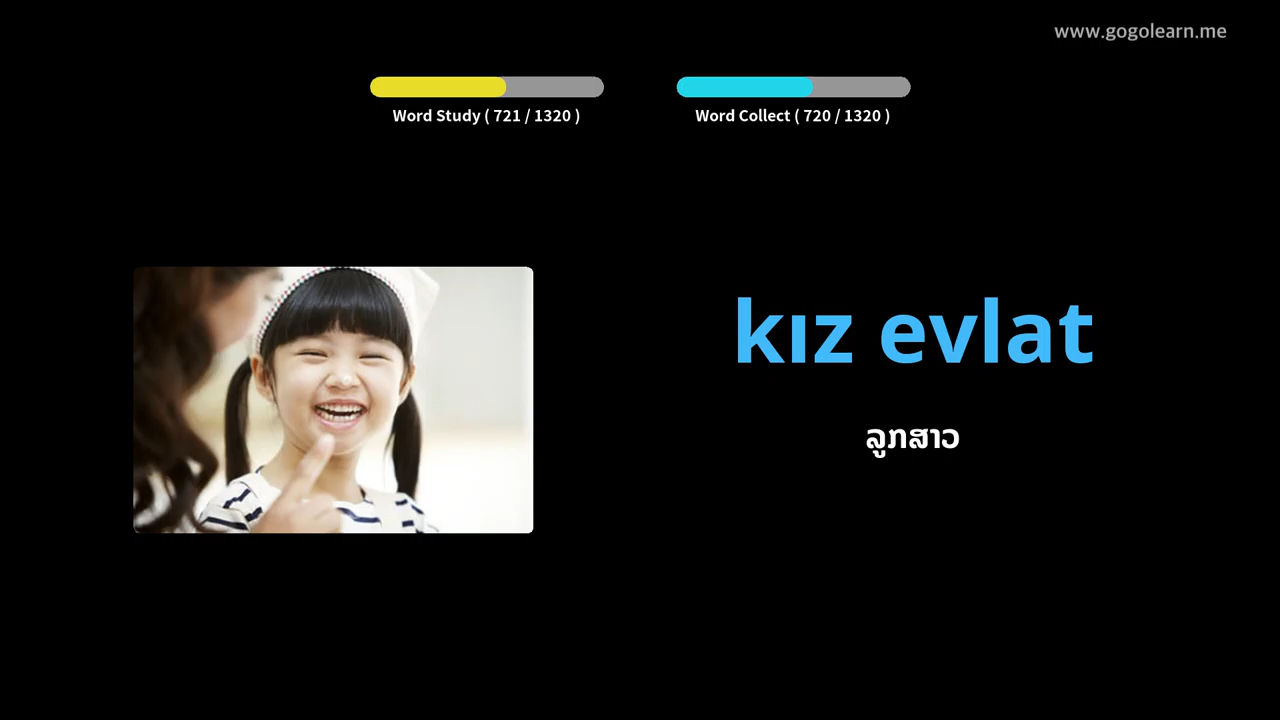 www.gogolearn.me
Word Study ( 721 / 1320 )
Word Collect ( 720 / 1320 )
kız evlat
ລູກສາວ